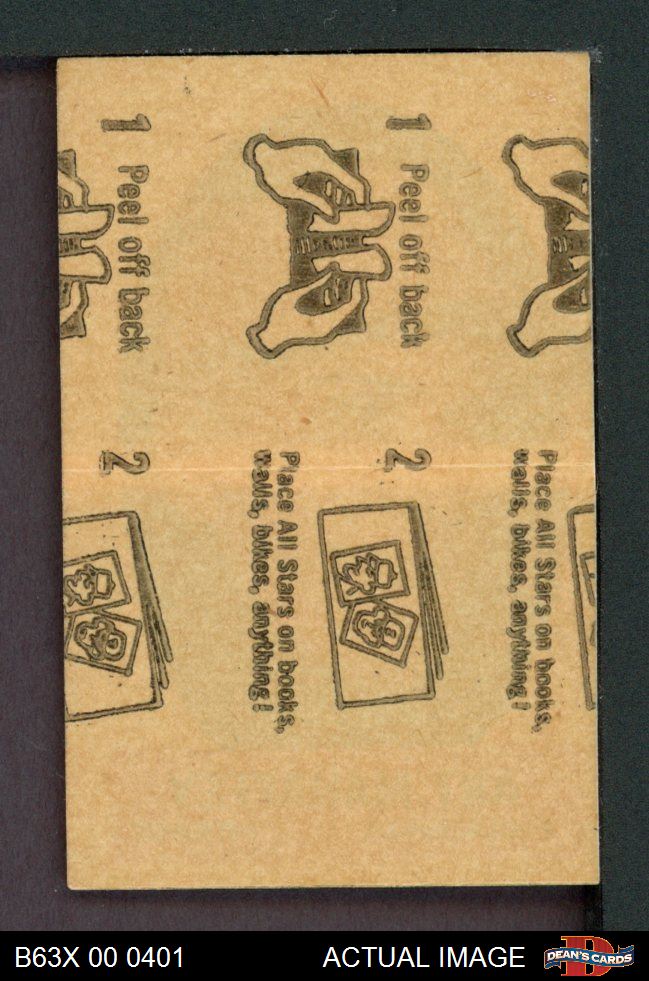 1 Peel off back
1 Peel off back
2
Place All Stars on books,
walls, bikes, anything!
2
Place All Stars on books,
walls, bikes, anything!
B63X 00 0401
ACTUAL IMAGE
DEAN'S CARDS